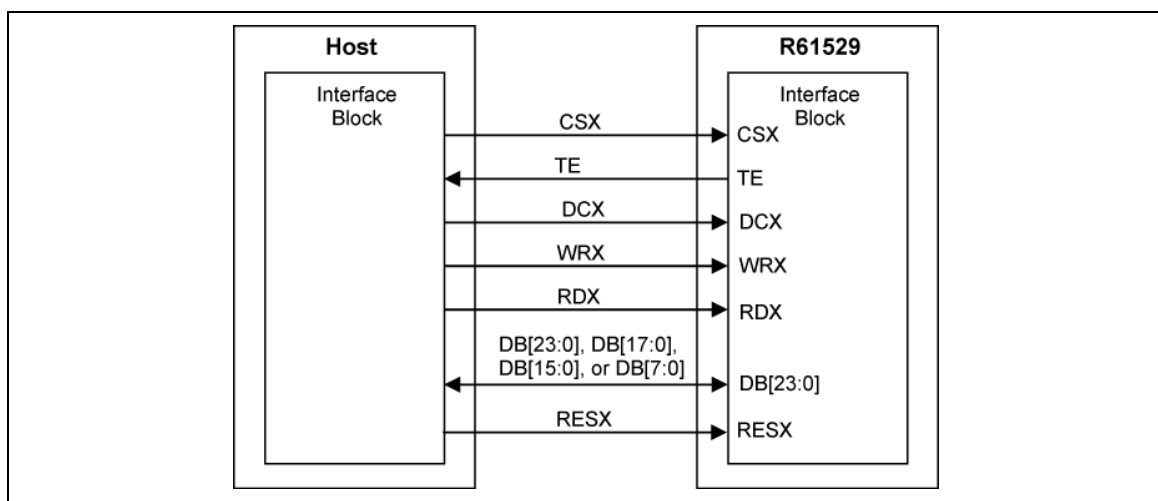 Host
R61529
Interface
Block
Interface
Block
CSX
CSX
TE
TE
DCX
DCX
WRX
WRX
RDX
RDX
DB[23:0], DB[17:0],
DB[15:0], or DB[7:0]
DB[23:0]
RESX
RESX